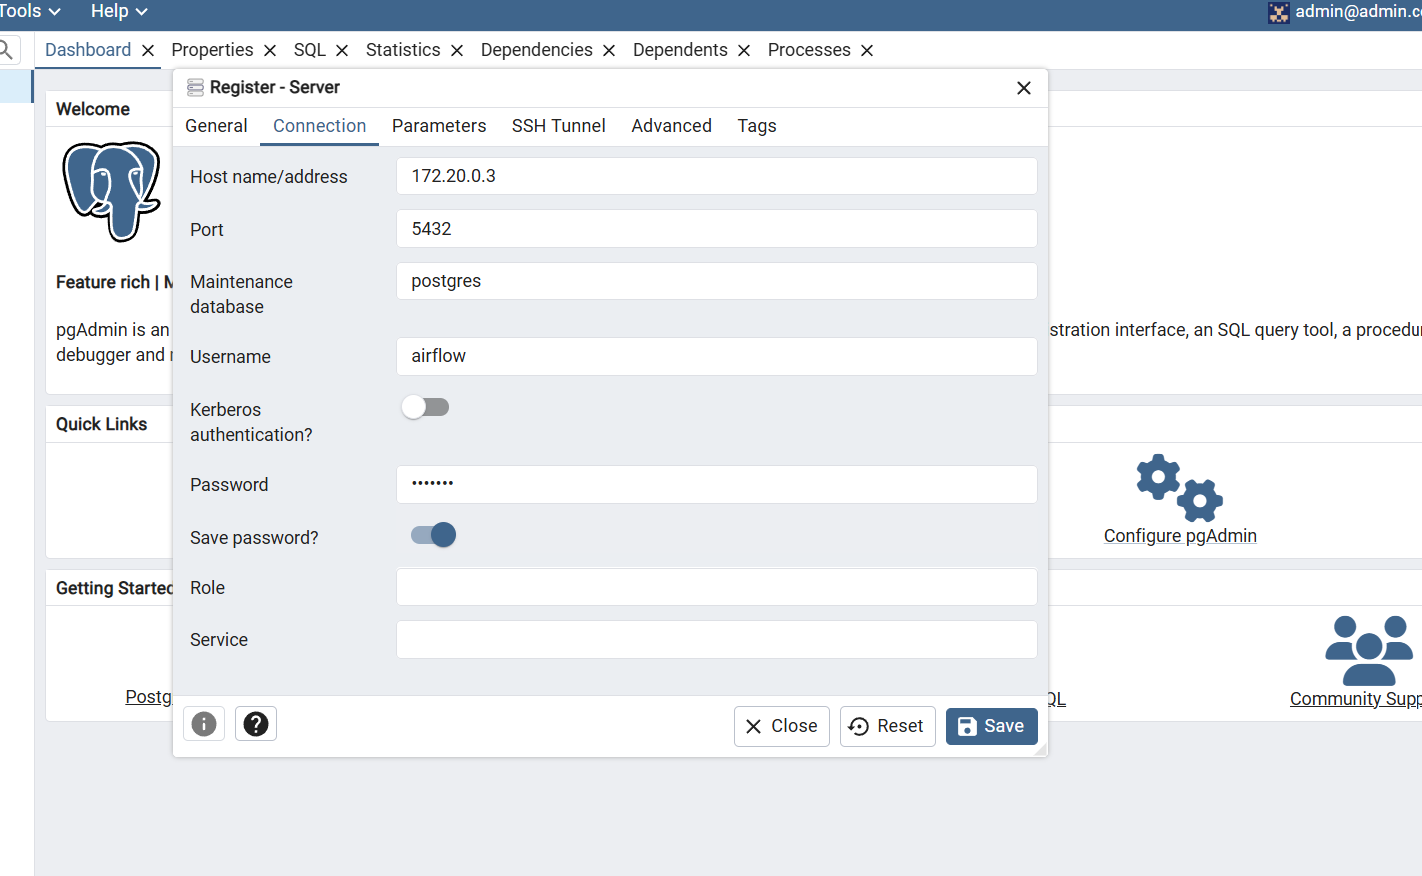 Tools Help admin@admin.c
Dashboard Properties SQL Statistics Dependencies Dependents Processes
Register - Server
Welcome
General Connection Parameters SSH Tunnel Advanced Tags
Host name/address 172.20.0.3
Port 5432
Feature rich |
Maintenance database postgres
pgAdmin is an
stration interface, an SQL query tool, a procedu
debugger and
Username airflow
Kerberos authentication?
Quick Links
Password •••••••
Save password?
Configure pgAdmin
Getting Started
Role
Service
Postg
QL
Community Supp
Close Reset Save